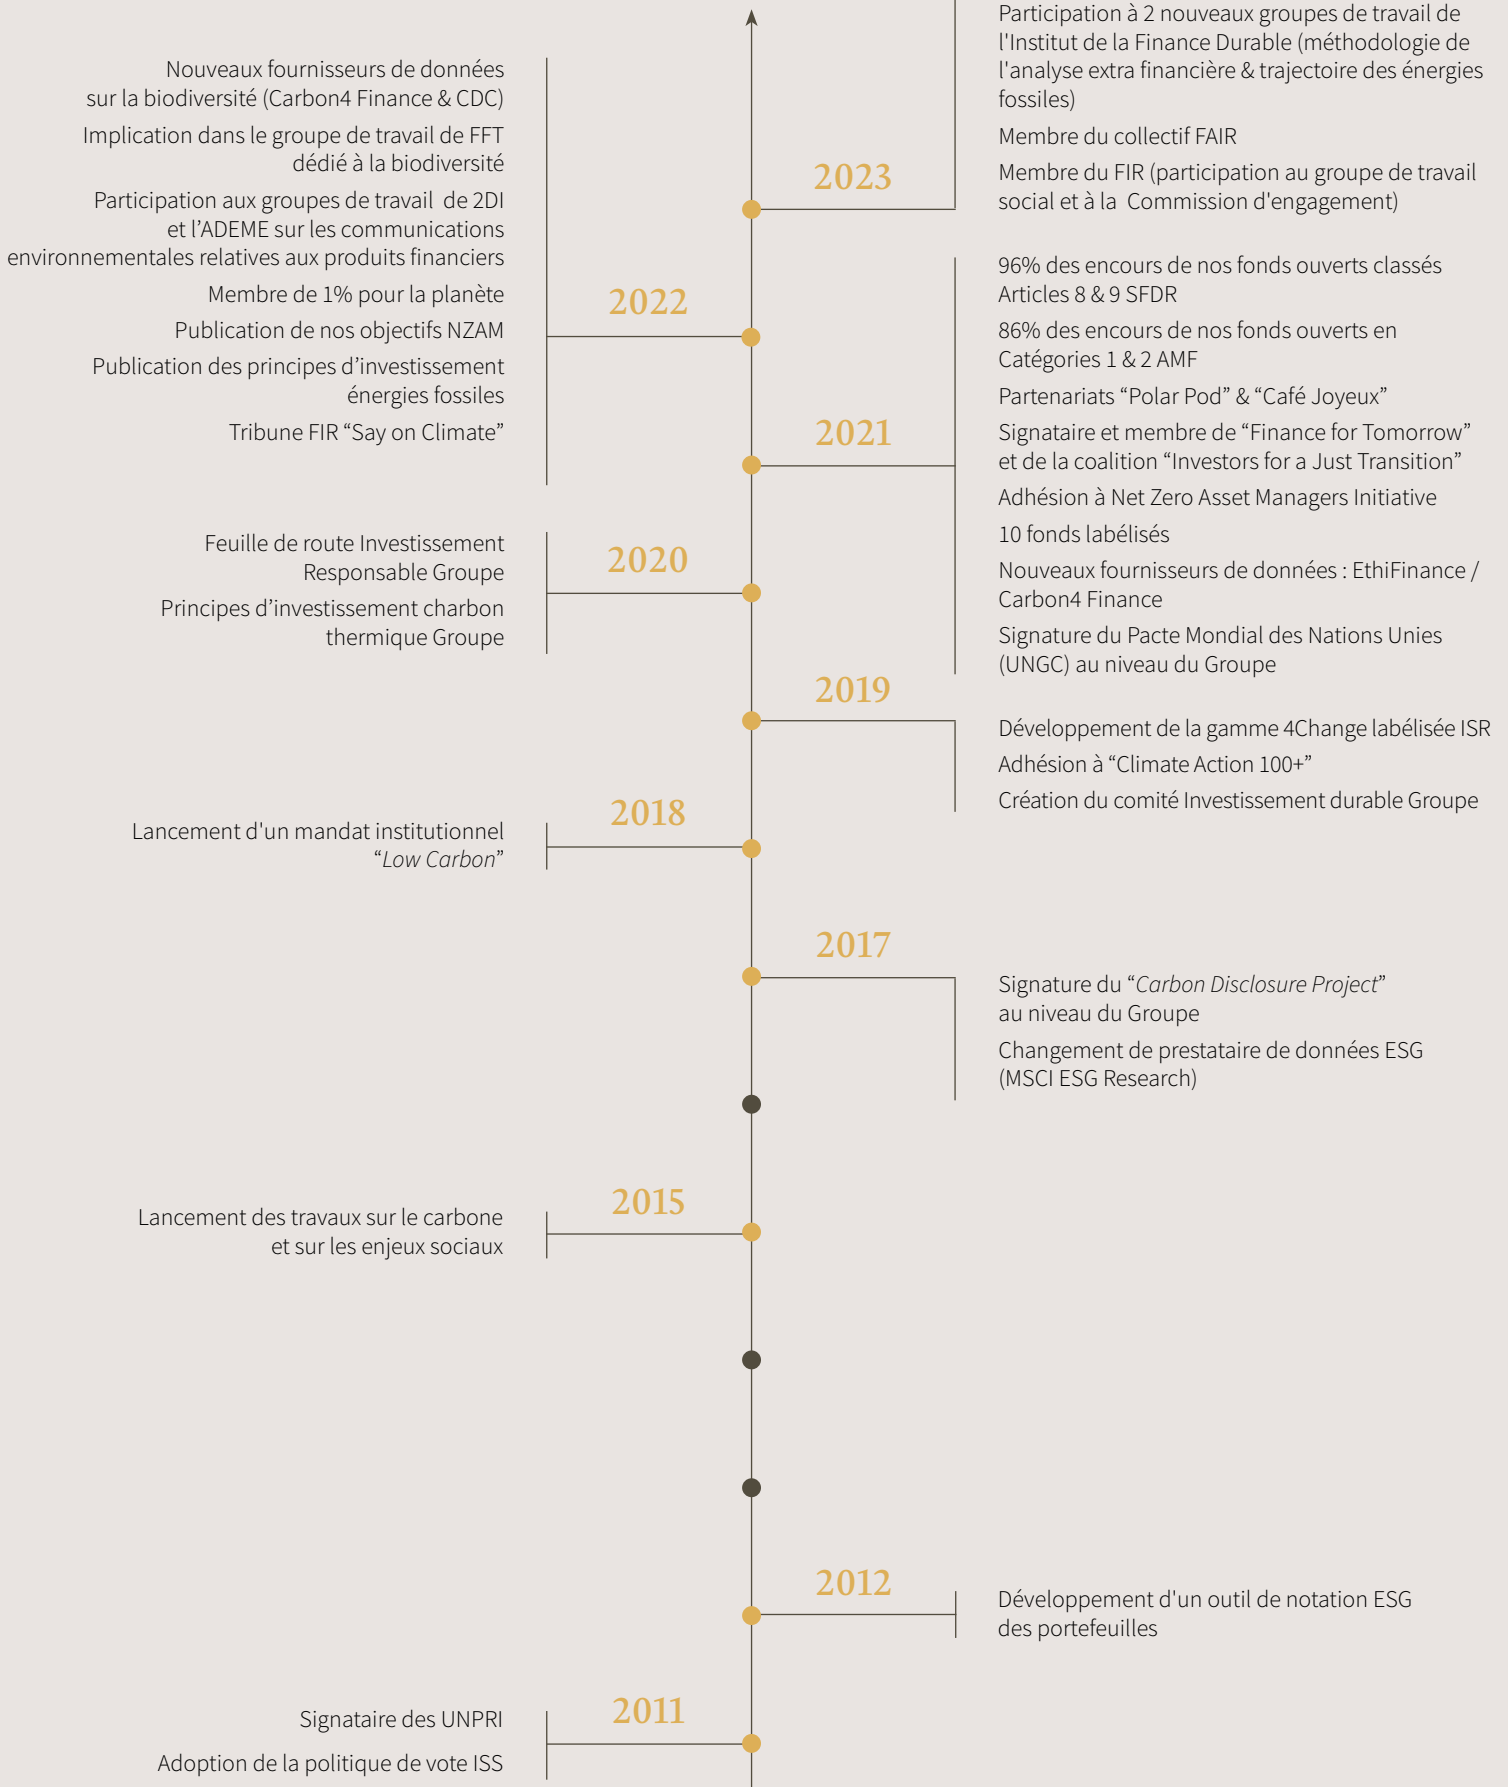 Participation à 2 nouveaux groupes de travail de
l'Institut de la Finance Durable (méthodologie de
l'analyse extra financière & trajectoire des énergies
fossiles)
Membre du collectif FAIR
Membre du FIR (participation au groupe de travail
social et à la Commission d'engagement)
2023
Nouveaux fournisseurs de données
sur la biodiversité (Carbon4 Finance & CDC)
Implication dans le groupe de travail de FFT
dédié à la biodiversité
Participation aux groupes de travail de 2DI
et l’ADEME sur les communications
environnementales relatives aux produits financiers
Membre de 1% pour la planète
Publication de nos objectifs NZAM
Publication des principes d’investissement
énergies fossiles
Tribune FIR “Say on Climate”
2022
96% des encours de nos fonds ouverts classés
Articles 8 & 9 SFDR
86% des encours de nos fonds ouverts en
Catégories 1 & 2 AMF
Partenariats “Polar Pod” & “Café Joyeux”
Signataire et membre de “Finance for Tomorrow”
et de la coalition “Investors for a Just Transition”
Adhésion à Net Zero Asset Managers Initiative
10 fonds labélisés
Nouveaux fournisseurs de données : EthiFinance /
Carbon4 Finance
Signature du Pacte Mondial des Nations Unies
(UNGC) au niveau du Groupe
2021
Feuille de route Investissement
Responsable Groupe
Principes d’investissement charbon
thermique Groupe
2020
2019
Développement de la gamme 4Change labélisée ISR
Adhésion à “Climate Action 100+”
Création du comité Investissement durable Groupe
2018
Lancement d'un mandat institutionnel
“Low Carbon”
2017
Signature du “Carbon Disclosure Project”
au niveau du Groupe
Changement de prestataire de données ESG
(MSCI ESG Research)
2015
Lancement des travaux sur le carbone
et sur les enjeux sociaux
2012
Développement d'un outil de notation ESG
des portefeuilles
2011
Signataire des UNPRI
Adoption de la politique de vote ISS